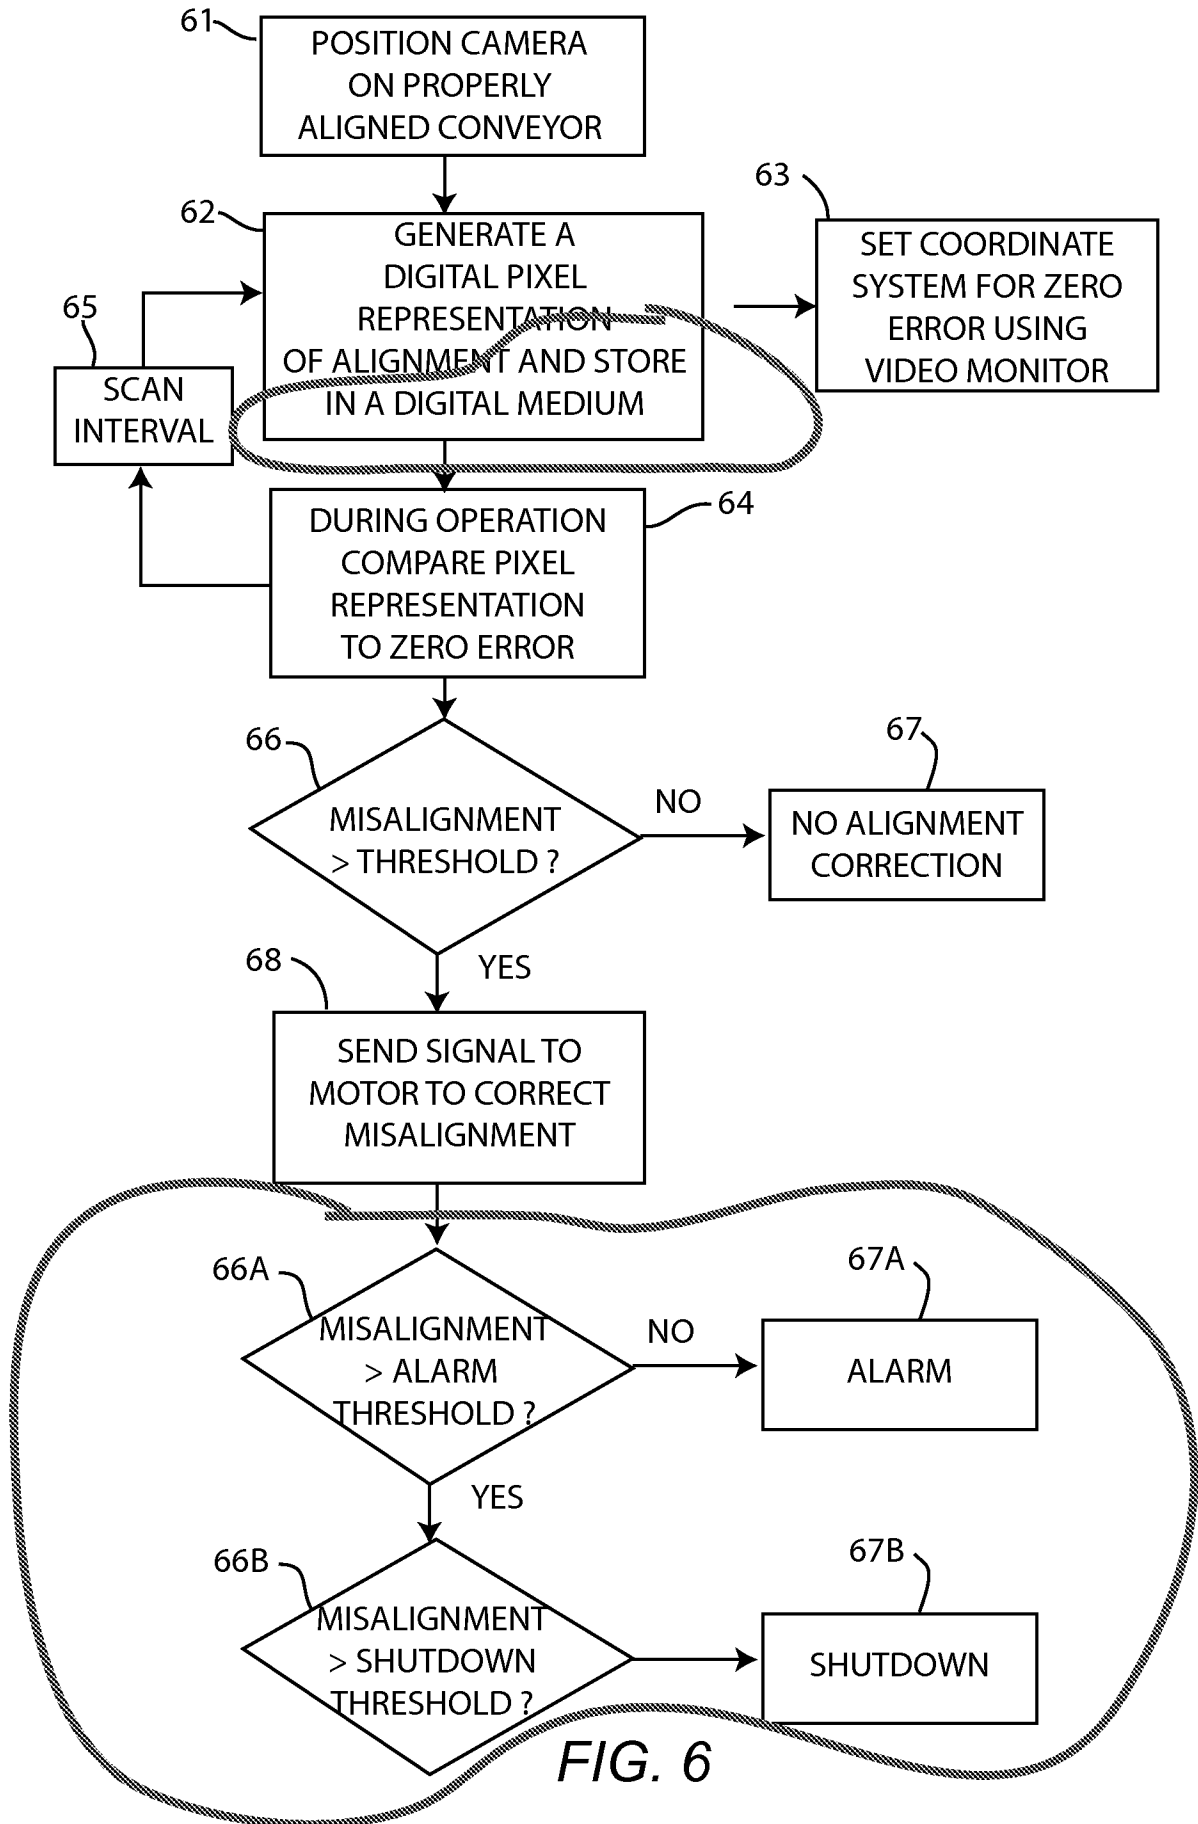 61
POSITION CAMERA
ON PROPERLY
ALIGNED CONVEYOR
62
GENERATE A
DIGITAL PIXEL
REPRESENTATION
OF ALIGNMENT AND STORE
IN A DIGITAL MEDIUM
63
SET COORDINATE
SYSTEM FOR ZERO
ERROR USING
VIDEO MONITOR
65
SCAN
INTERVAL
64
DURING OPERATION
COMPARE PIXEL
REPRESENTATION
TO ZERO ERROR
66
MISALIGNMENT
> THRESHOLD ?
NO
67
NO ALIGNMENT
CORRECTION
YES
68
SEND SIGNAL TO
MOTOR TO CORRECT
MISALIGNMENT
66A
MISALIGNMENT
> ALARM
THRESHOLD ?
NO
67A
ALARM
YES
66B
MISALIGNMENT
> SHUTDOWN
THRESHOLD ?
67B
SHUTDOWN
FIG. 6